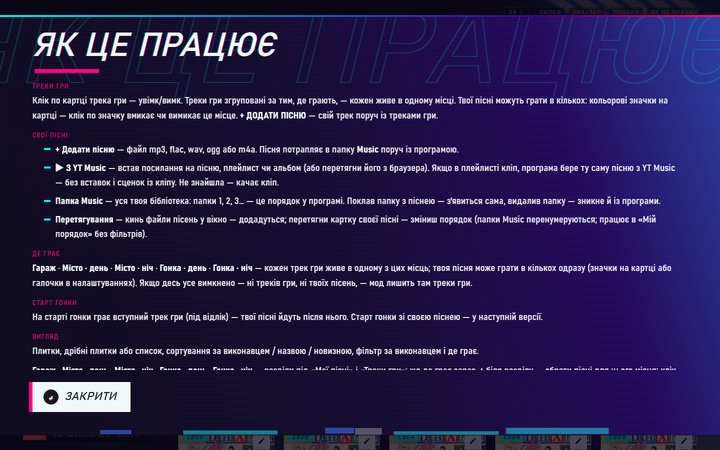 ЯК ЦЕ ПРАЦЮЄ
ТРЕКИ ГРИ
Клік по картці трека гри — увімк/вимк. Треки гри згруповані за тим, де грають, — кожен живе в одному місці. Твої пісні можуть грати в кількох: кольорові значки на
картці — клік по значку вмикає чи вимикає це місце. + ДОДАТИ ПІСНЮ — свій трек поруч із треками гри.
СВОЇ ПІСНІ
+ Додати пісню — файл mp3, flac, wav, ogg або m4a. Пісня потрапляє в папку Music поруч із програмою.
▶ З YT Music — встав посилання на пісню, плейлист чи альбом (або перетягни його з браузера). Якщо в плейлисті кліп, програма бере ту саму пісню з YT Music
— без вставок і сценок із кліпу. Не знайшла — качає кліп.
Папка Music — уся твоя бібліотека: папки 1, 2, 3… — це порядок у програмі. Поклав папку з піснею — з'явиться сама, видалив папку — зникне й із програми.
Перетягування — кинь файли пісень у вікно — додадуться; перетягни картку своєї пісні — зміниш порядок (папки Music перенумеруються; працює в «Мій
порядок» без фільтрів).
ДЕ ГРАЄ
Гараж · Місто · день · Місто · ніч · Гонка · день · Гонка · ніч — кожен трек гри живе в одному з цих місць; твоя пісня може грати в кількох одразу (значки на картці або
галочки в налаштуваннях). Якщо десь усе вимкнено — ні треків гри, ні твоїх пісень, — мод лишить там треки гри.
СТАРТ ГОНКИ
На старті гонки грає вступний трек гри (під відлік) — твої пісні йдуть після нього. Старт гонки зі своєю піснею — у наступній версії.
ВИГЛЯД
Плитки, дрібні плитки або список, сортування за виконавцем / назвою / новизною, фільтр за виконавцем і де грає.
ЗАКРИТИ